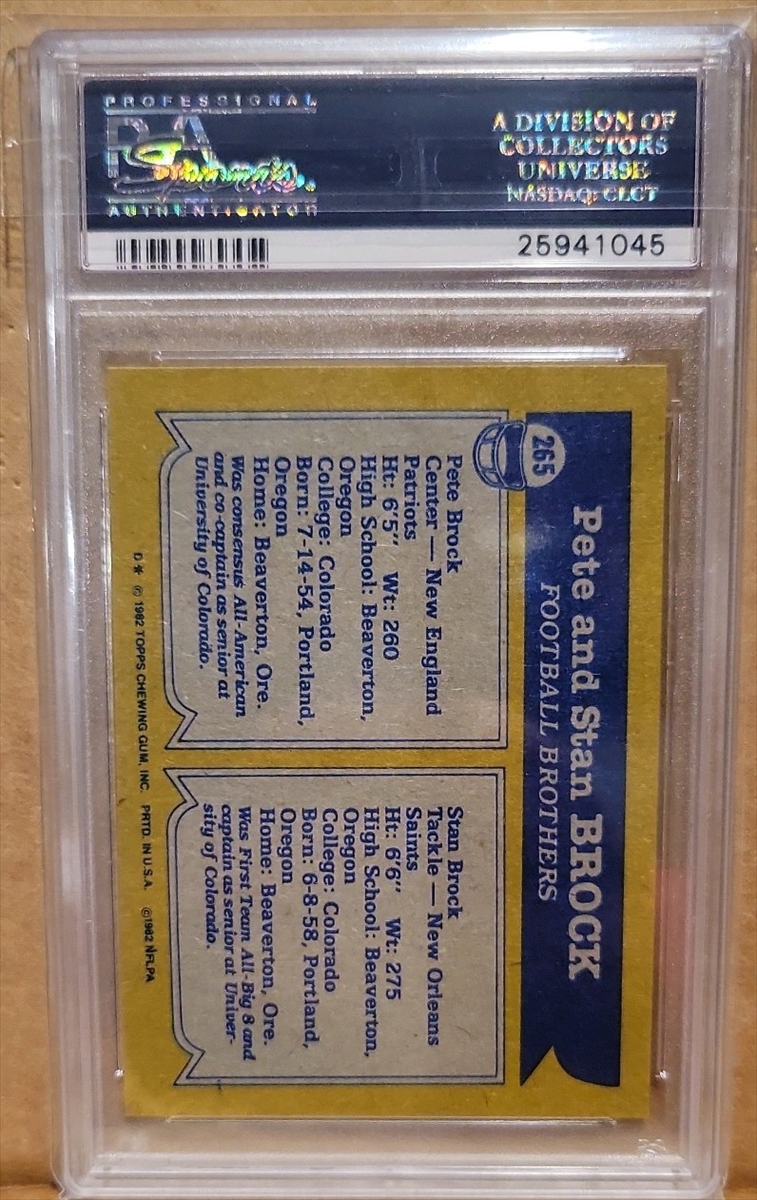 PROFESSIONAL
PSA
AUTHENTICATOR
A DIVISION OF
COLLECTORS
UNIVERSE
NASDAQ: CLCT
25941045
265
Pete and Stan BROCK
FOOTBALL BROTHERS
Pete Brock
Center — New England
Patriots
Ht: 6'5" Wt: 260
High School: Beaverton,
Oregon
College: Colorado
Born: 7-14-54, Portland,
Oregon
Home: Beaverton, Ore.
Was consensus All-American
and co-captain as senior at
University of Colorado.
Stan Brock
Tackle — New Orleans
Saints
Ht: 6'6" Wt: 275
High School: Beaverton,
Oregon
College: Colorado
Born: 6-8-58, Portland,
Oregon
Home: Beaverton, Ore.
Was First Team All-Big 8 and
captain as senior at Univer-
sity of Colorado.
D* © 1982 TOPPS CHEWING GUM, INC. PRTD. IN U.S.A. © 1982 NFLPA